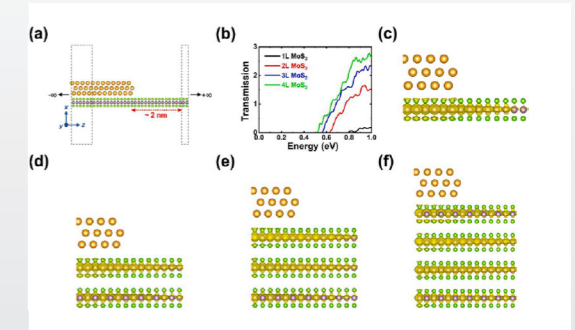 (a)
-∞
+∞
x
y
z
~ 2 nm
(b)
Transmission
3
2
1
0
1L MoS₂
2L MoS₂
3L MoS₂
4L MoS₂
0.0 0.2 0.4 0.6 0.8 1.0
Energy (eV)
(c)
(d)
(e)
(f)